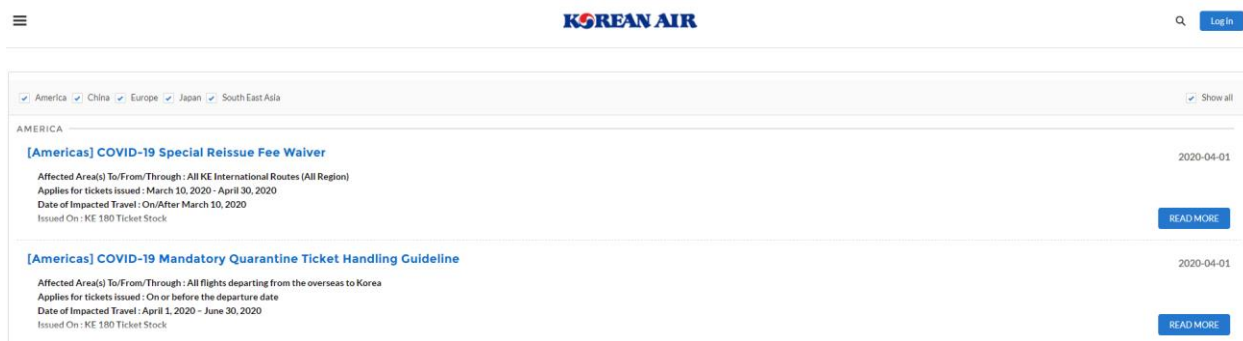 KOREAN AIR
Log in
America China Europe Japan South East Asia
Show all
AMERICA
[Americas] COVID-19 Special Reissue Fee Waiver
2020-04-01
Affected Area(s) To/From/Through : All KE International Routes (All Region)
Applies for tickets issued : March 10, 2020 - April 30, 2020
Date of Impacted Travel : On/After March 10, 2020
Issued On : KE 180 Ticket Stock
READ MORE
[Americas] COVID-19 Mandatory Quarantine Ticket Handling Guideline
2020-04-01
Affected Area(s) To/From/Through : All flights departing from the overseas to Korea
Applies for tickets issued : On or before the departure date
Date of Impacted Travel : April 1, 2020 – June 30, 2020
Issued On : KE 180 Ticket Stock
READ MORE